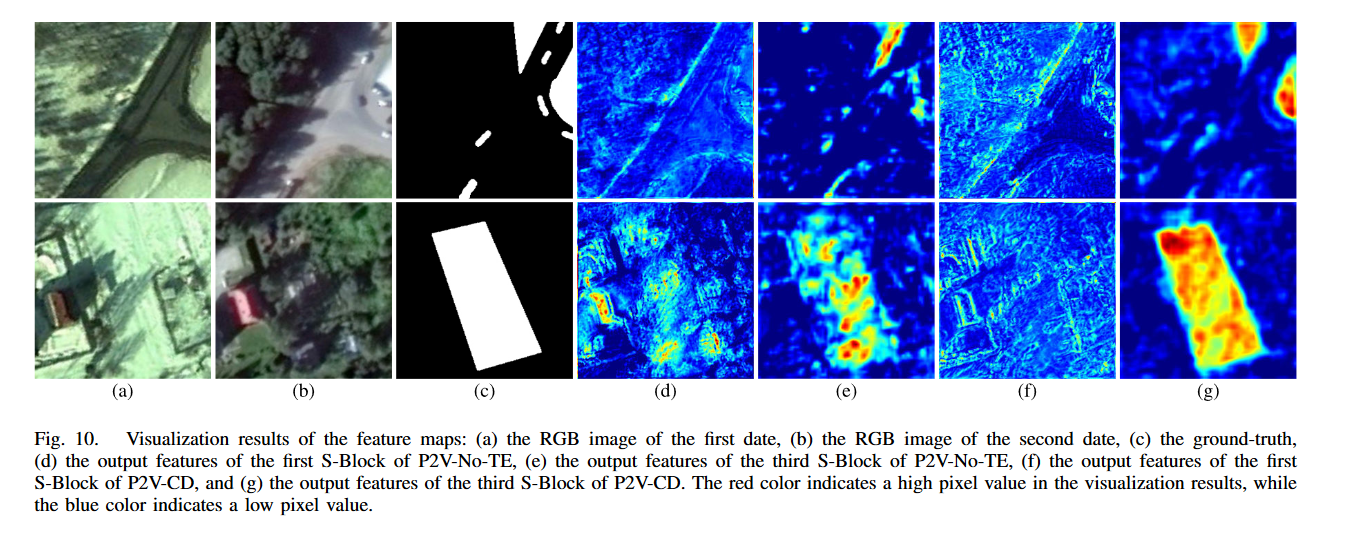 (a) (b) (c) (d) (e) (f) (g)
Fig. 10. Visualization results of the feature maps: (a) the RGB image of the first date, (b) the RGB image of the second date, (c) the ground-truth,
(d) the output features of the first S-Block of P2V-No-TE, (e) the output features of the third S-Block of P2V-No-TE, (f) the output features of the first
S-Block of P2V-CD, and (g) the output features of the third S-Block of P2V-CD. The red color indicates a high pixel value in the visualization results, while
the blue color indicates a low pixel value.